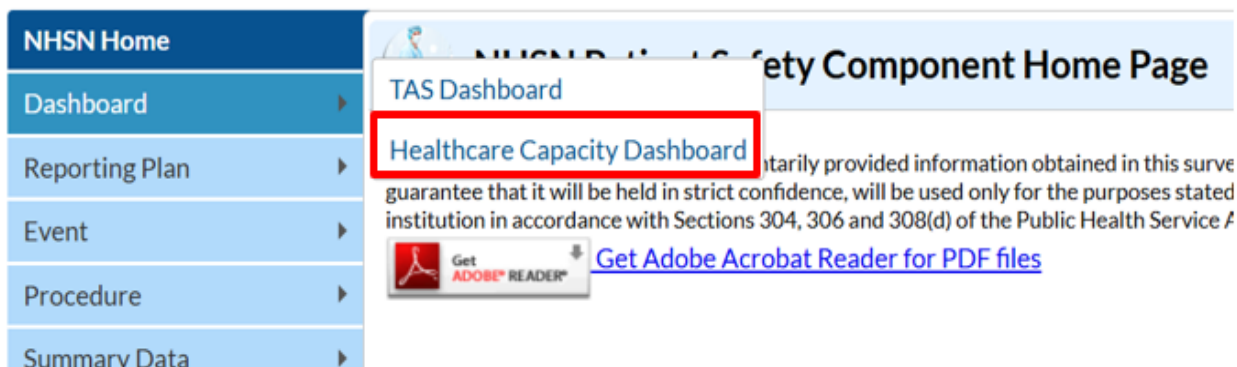 NHSN Home
Dashboard
Reporting Plan
Event
Procedure
Summary Data
ety Component Home Page
TAS Dashboard
Healthcare Capacity Dashboard
ntarily provided information obtained in this surve
guarantee that it will be held in strict confidence, will be used only for the purposes stated
institution in accordance with Sections 304, 306 and 308(d) of the Public Health Service A
Get
ADOBE® READER®
Get Adobe Acrobat Reader for PDF files